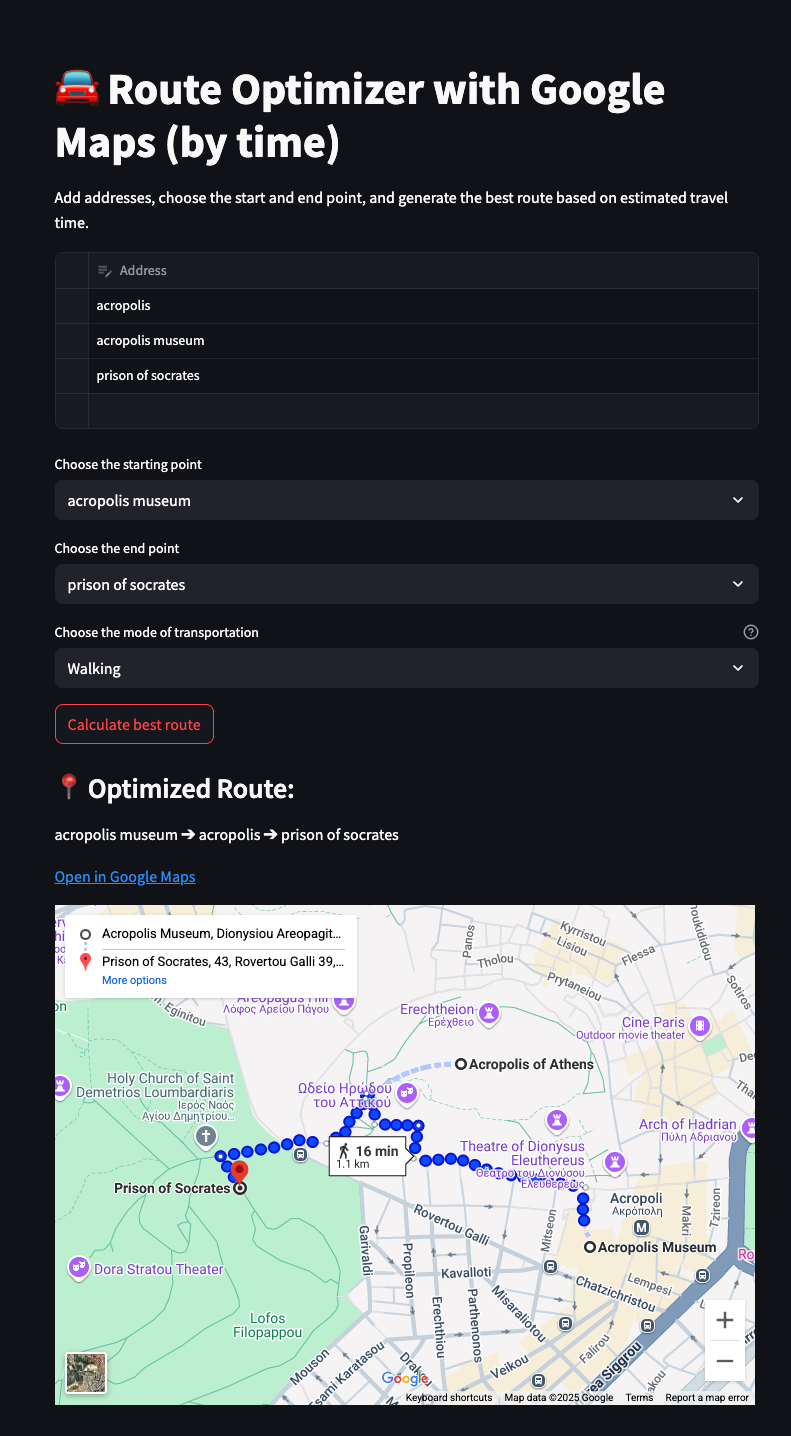 Route Optimizer with Google
Maps (by time)
Add addresses, choose the start and end point, and generate the best route based on estimated travel
time.
Address
acropolis
acropolis museum
prison of socrates
Choose the starting point
acropolis museum
Choose the end point
prison of socrates
Choose the mode of transportation
Walking
Calculate best route
Optimized Route:
acropolis museum ➔ acropolis ➔ prison of socrates
Open in Google Maps
Acropolis Museum, Dionysiou Areopagit...
Prison of Socrates, 43, Rovertou Galli 39,...
More options
Areopagus Hill
Λόφος Αρείου Πάγου
Eginitou
Panos
Tholou
Kyrristou
Lisiou
Flessa
Prytaneiou
Sotiros
Erechtheion
Ερέχθειο
Cine Paris
Outdoor movie theater
Acropolis of Athens
Holy Church of Saint
Demetrios Loumbardiaris
Ιερός Ναός
Αγίου Δημητρίου...
Ωδείο Ηρώδου
του Αττικού
Arch of Hadrian
Πύλη Αδριανού
Theatre of Dionysus
Eleuthereus
Θέατρο του Διονύσου
Ελευθερέως
16 min
1.1 km
Prison of Socrates
Acropoli
Ακρόπολη
M
Makri
Tzireon
Mitseon
Rovertou Galli
Acropolis Museum
Garivaldi
Propileon
Erechthiou
Parthenonos
Kavalloti
Chatzichristou
Lempesi
Misaraliotou
Dora Stratou Theater
Lofos
Filopappou
Mouson
Veikou
Falirou
Google
Keyboard shortcuts
Map data ©2025 Google
Terms
Report a map error